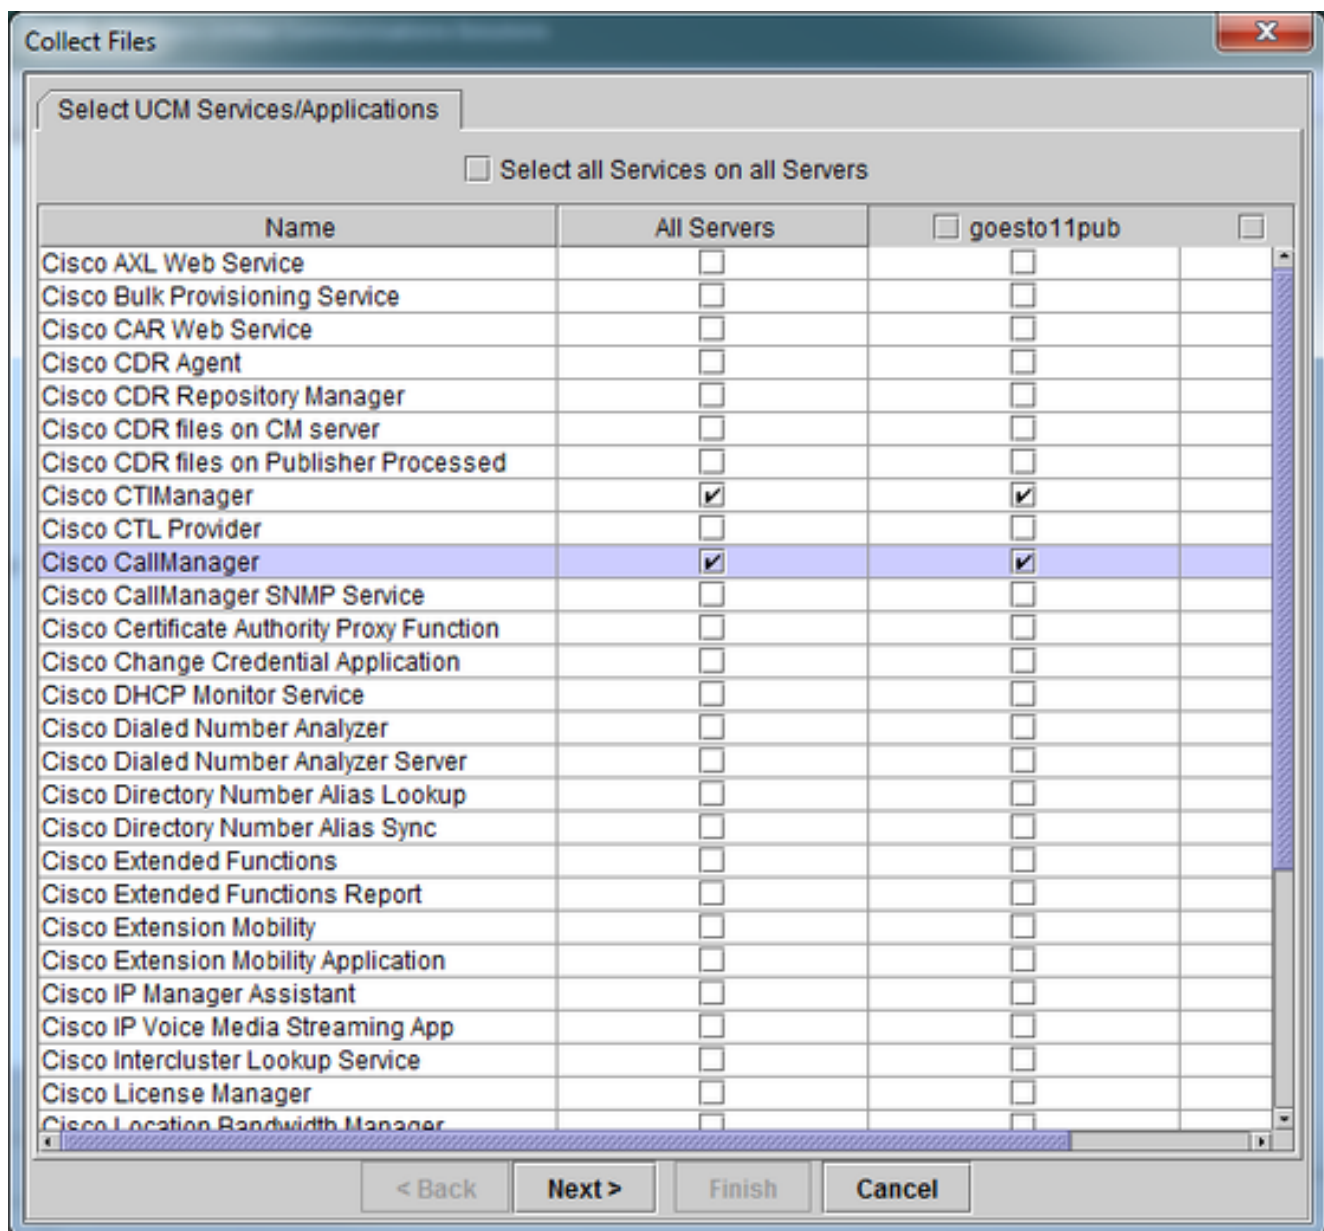 Collect Files
X
Select UCM Services/Applications
Select all Services on all Servers
Name All Servers goesto11pub
Cisco AXL Web Service
Cisco Bulk Provisioning Service
Cisco CAR Web Service
Cisco CDR Agent
Cisco CDR Repository Manager
Cisco CDR files on CM server
Cisco CDR files on Publisher Processed
Cisco CTIManager
Cisco CTL Provider
Cisco CallManager
Cisco CallManager SNMP Service
Cisco Certificate Authority Proxy Function
Cisco Change Credential Application
Cisco DHCP Monitor Service
Cisco Dialed Number Analyzer
Cisco Dialed Number Analyzer Server
Cisco Directory Number Alias Lookup
Cisco Directory Number Alias Sync
Cisco Extended Functions
Cisco Extended Functions Report
Cisco Extension Mobility
Cisco Extension Mobility Application
Cisco IP Manager Assistant
Cisco IP Voice Media Streaming App
Cisco Intercluster Lookup Service
Cisco License Manager
Cisco Location Bandwidth Manager
< Back Next > Finish Cancel